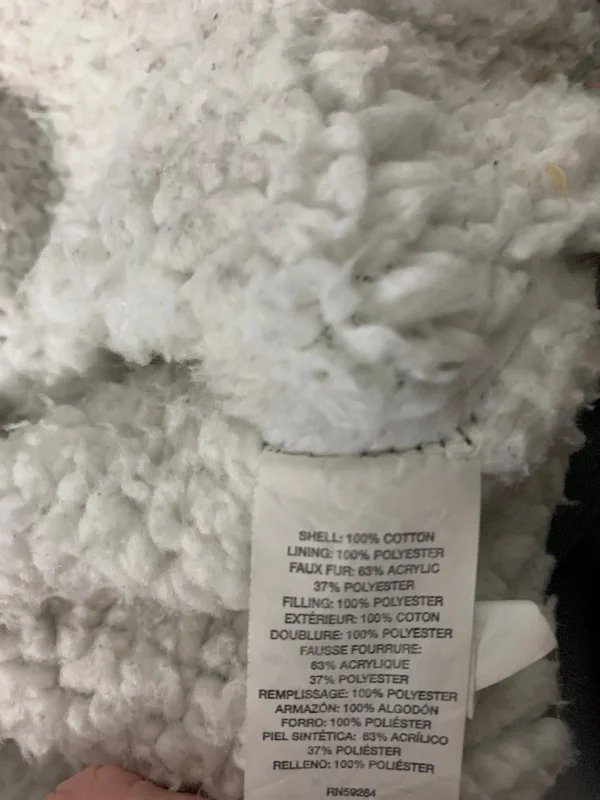 SHELL: 100% COTTON
LINING: 100% POLYESTER
FAUX FUR: 63% ACRYLIC
37% POLYESTER
FILLING: 100% POLYESTER
EXTÉRIEUR: 100% COTON
DOUBLURE: 100% POLYESTER
FAUSSE FOURRURE:
63% ACRYLIQUE
37% POLYESTER
REMPLISSAGE: 100% POLYESTER
ARMAZÓN: 100% ALGODÓN
FORRO: 100% POLIÉSTER
PIEL SINTÉTICA: 63% ACRÍLICO
37% POLIÉSTER
RELLENO: 100% POLIÉSTER
RN59284